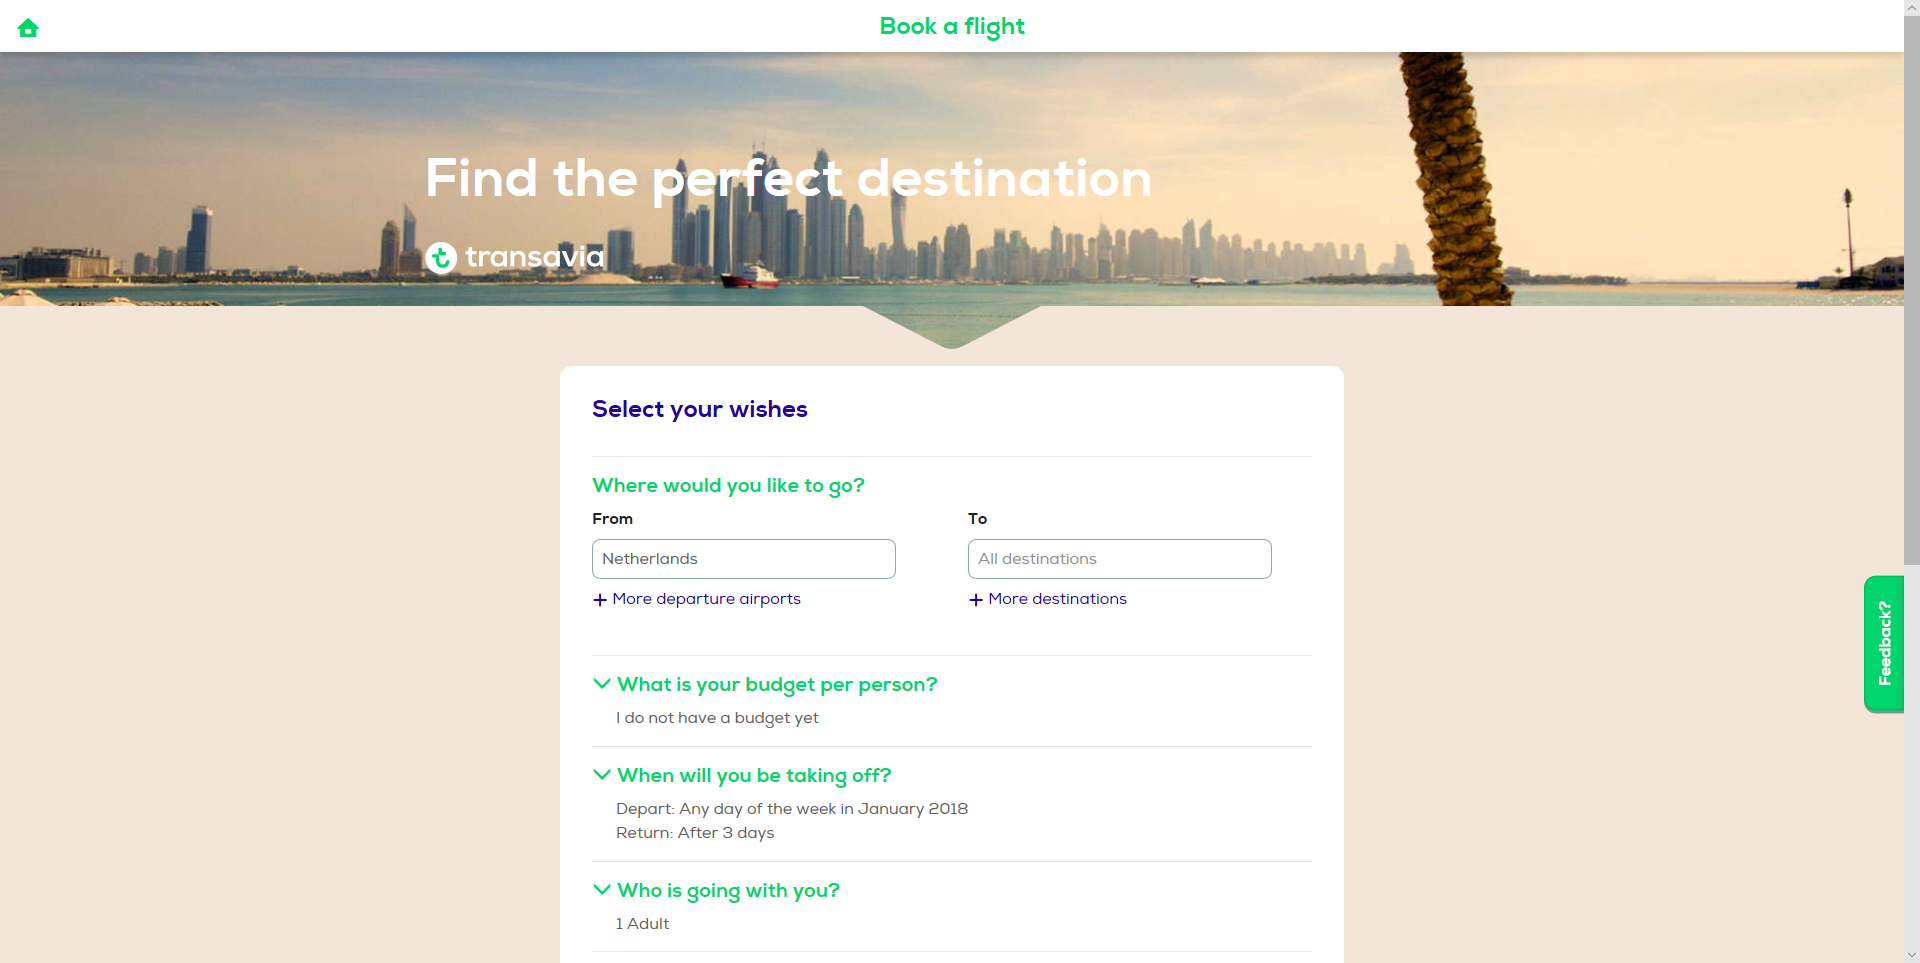 Book a flight
Find the perfect destination
transavia
Select your wishes
Where would you like to go?
From
To
Netherlands
All destinations
More departure airports
More destinations
What is your budget per person?
I do not have a budget yet
When will you be taking off?
Depart: Any day of the week in January 2018
Return: After 3 days
Who is going with you?
1 Adult
Feedback?